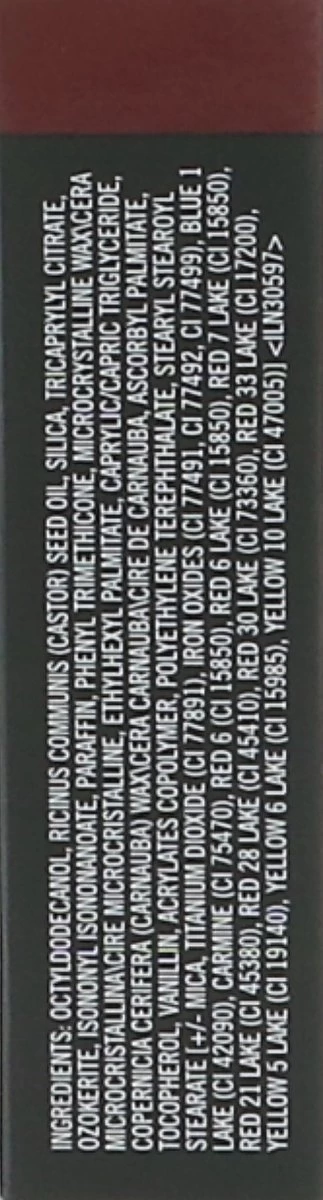 INGREDIENTS: OCTYLDODECANOL, RICINUS COMMUNIS (CASTOR) SEED OIL, SILICA, TRICAPRYLYL CITRATE,
OZOKERITE, ISONONYL ISONONANOATE, PARAFFIN, PHENYL TRIMETHICONE, MICROCRYSTALLINE WAX\CERA
MICROCRISTALLINA\CIRE MICROCRISTALLINE, ETHYLHEXYL PALMITATE, CAPRYLIC/CAPRIC TRIGLYCERIDE,
COPERNICIA CERIFERA (CARNAUBA) WAX\CERA CARNAUBA\CIRE DE CARNAUBA, ASCORBYL PALMITATE,
TOCOPHEROL, VANILLIN, ACRYLATES COPOLYMER, POLYETHYLENE TEREPHTHALATE, STEARYL STEAROYL
STEARATE [+/- MICA, TITANIUM DIOXIDE (CI 77891), IRON OXIDES (CI 77491, CI 77492, CI 77499), BLUE 1
LAKE (CI 42090), CARMINE (CI 75470), RED 6 (CI 15850), RED 6 LAKE (CI 15850), RED 7 LAKE (CI 15850),
RED 21 LAKE (CI 45380), RED 28 LAKE (CI 45410), RED 30 LAKE (CI 73360), RED 33 LAKE (CI 17200),
YELLOW 5 LAKE (CI 19140), YELLOW 6 LAKE (CI 15985), YELLOW 10 LAKE (CI 47005)] <ILN30597>